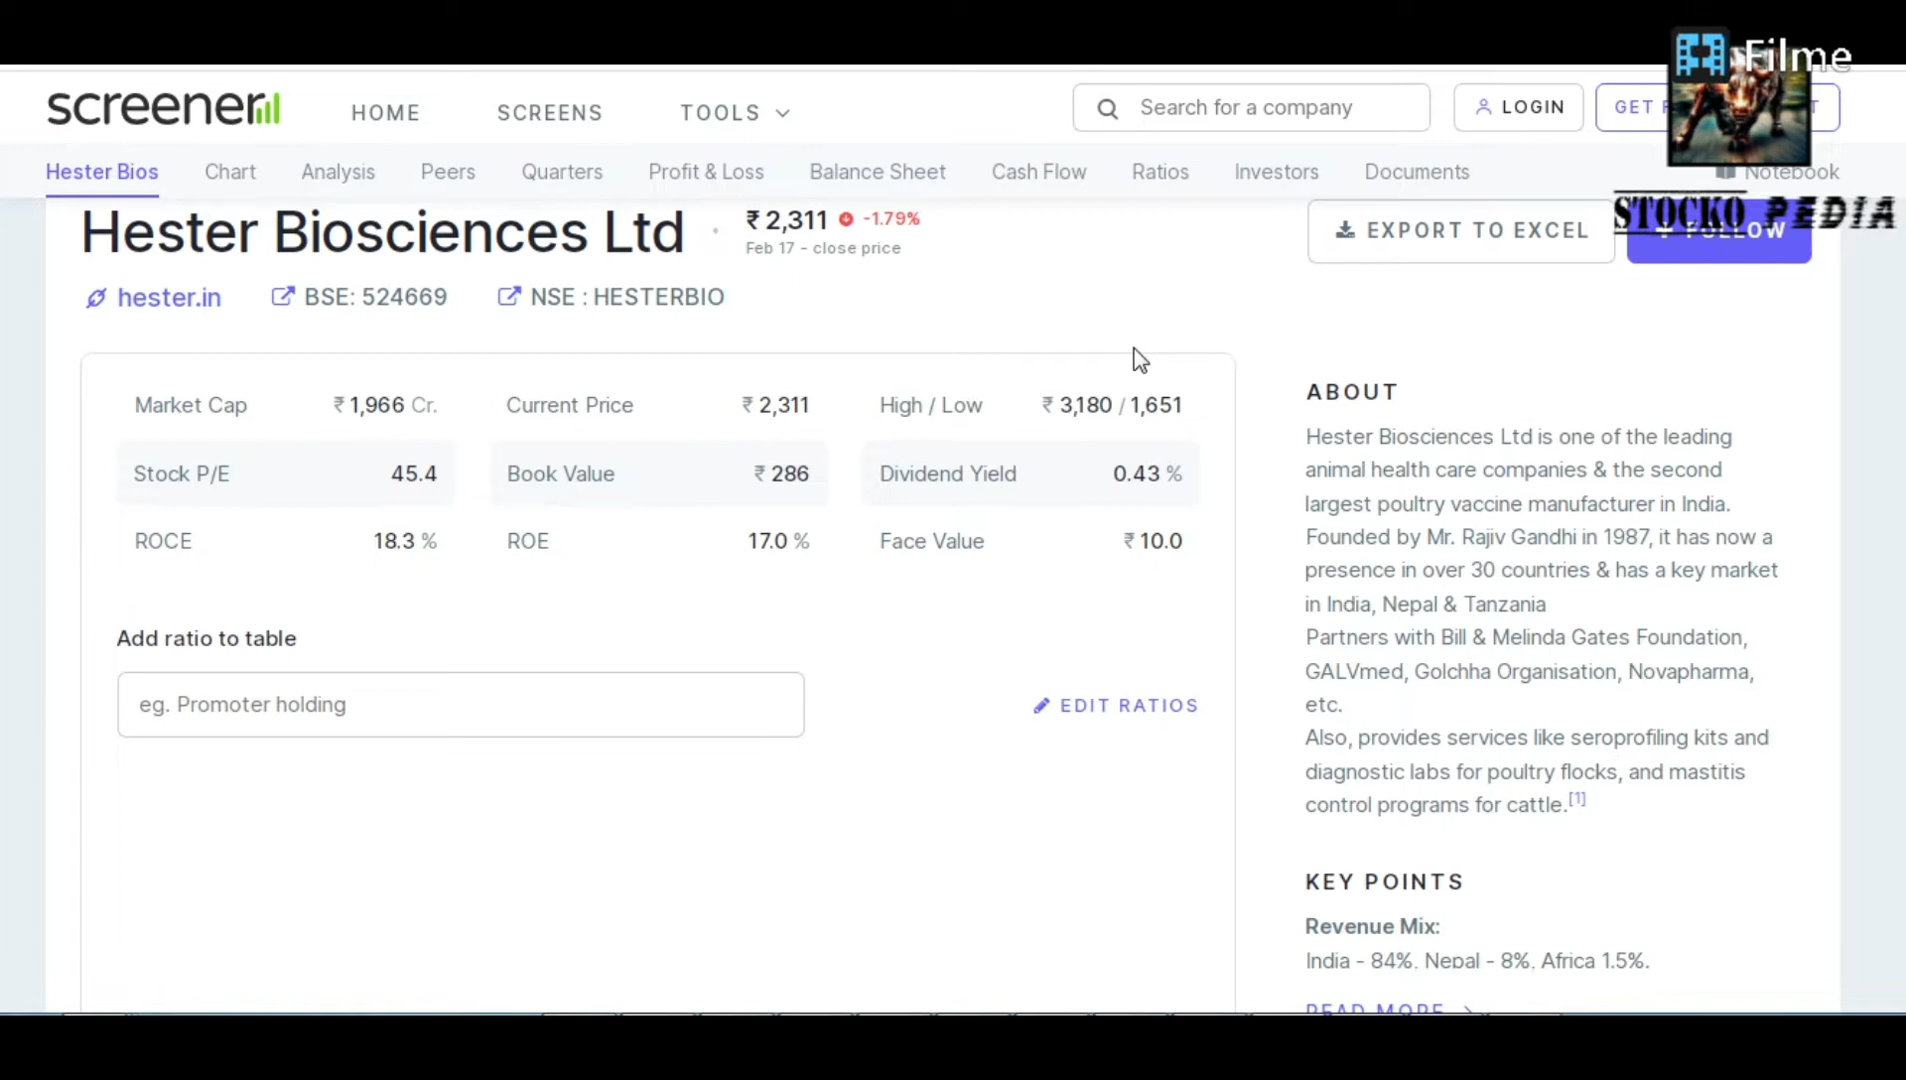 Filme
screener HOME SCREENS TOOLS Search for a company LOGIN GET
Hester Bios Chart Analysis Peers Quarters Profit & Loss Balance Sheet Cash Flow Ratios Investors Documents Notebook
STOCKO PEDIA
Hester Biosciences Ltd ₹ 2,311 -1.79%
Feb 17 - close price
EXPORT TO EXCEL FOLLOW
hester.in BSE: 524669 NSE : HESTERBIO
Market Cap ₹ 1,966 Cr. Current Price ₹ 2,311 High / Low ₹ 3,180 / 1,651
Stock P/E 45.4 Book Value ₹ 286 Dividend Yield 0.43 %
ROCE 18.3 % ROE 17.0 % Face Value ₹ 10.0
Add ratio to table
eg. Promoter holding
EDIT RATIOS
ABOUT
Hester Biosciences Ltd is one of the leading
animal health care companies & the second
largest poultry vaccine manufacturer in India.
Founded by Mr. Rajiv Gandhi in 1987, it has now a
presence in over 30 countries & has a key market
in India, Nepal & Tanzania
Partners with Bill & Melinda Gates Foundation,
GALVmed, Golchha Organisation, Novapharma,
etc.
Also, provides services like seroprofiling kits and
diagnostic labs for poultry flocks, and mastitis
control programs for cattle.[1]
KEY POINTS
Revenue Mix:
India - 84%, Nepal - 8%, Africa 1.5%.
READ MORE